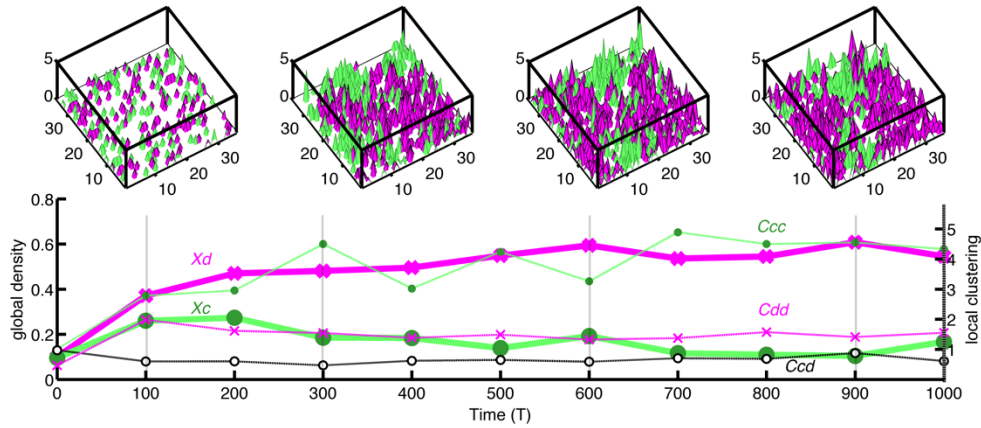 5 5 5 5
0 0 0 0
30 30 30 30
20 20 20 20
10 10 10 10
10 20 30 10 20 30 10 20 30 10 20 30
global density
0.8
0.6
0.4
0.2
0
Xd
Xc
Ccc
Cdd
Ccd
5
4
3
2
1
0
local clustering
0 100 200 300 400 500 600 700 800 900 1000
Time (T)